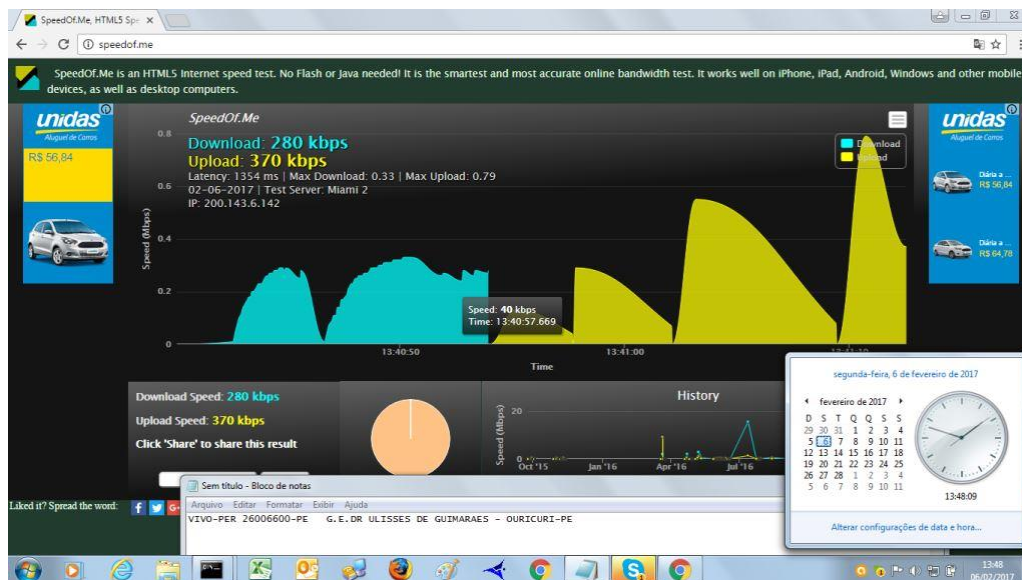 SpeedOf.Me, HTML5 Spe
speedof.me
SpeedOf.Me is an HTML5 Internet speed test. No Flash or Java needed! It is the smartest and most accurate online bandwidth test. It works well on iPhone, iPad, Android, Windows and other mobile
devices, as well as desktop computers.
unidas
Aluguel de Carros
R$ 56,84
SpeedOf.Me
Download: 280 kbps
Upload: 370 kbps
Latency: 1354 ms | Max Download: 0.33 | Max Upload: 0.79
02-06-2017 | Test Server: Miami 2
IP: 200.143.6.142
Download
Upload
unidas
Aluguel de Carros
Diária a ...
R$ 56,84
Diária a ...
R$ 64,78
Speed (Mbps)
0.8
0.6
0.4
0.2
0
Speed: 40 kbps
Time: 13:40:57.669
13:40:50
13:41:00
13:41:10
Time
Download Speed: 280 kbps
Upload Speed: 370 kbps
Click 'Share' to share this result
History
Speed (Mbps)
20
0
Oct '15
Jan '16
Apr '16
Jul '16
segunda-feira, 6 de fevereiro de 2017
fevereiro de 2017
D S T Q Q S S
29 30 31 1 2 3 4
5 6 7 8 9 10 11
12 13 14 15 16 17 18
19 20 21 22 23 24 25
26 27 28 1 2 3 4
5 6 7 8 9 10 11
13:48:09
Alterar configurações de data e hora...
Liked it? Spread the word:
Sem título - Bloco de notas
Arquivo Editar Formatar Exibir Ajuda
VIVO-PER 26006600-PE G.E.DR ULISSES DE GUIMARAES - OURICURI-PE
13:48
06/02/2017